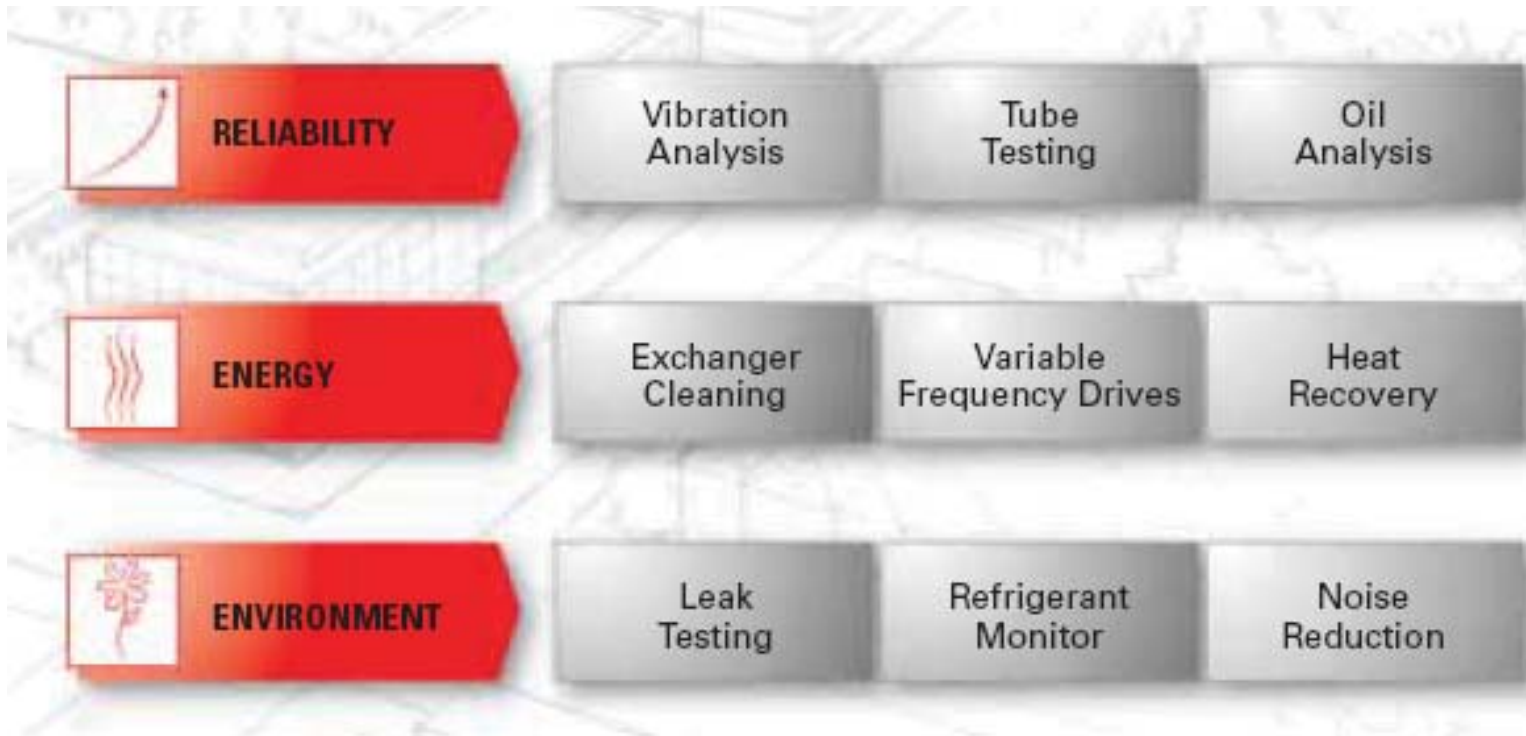 RELIABILITY
Vibration
Analysis
Tube
Testing
Oil
Analysis
ENERGY
Exchanger
Cleaning
Variable
Frequency Drives
Heat
Recovery
ENVIRONMENT
Leak
Testing
Refrigerant
Monitor
Noise
Reduction